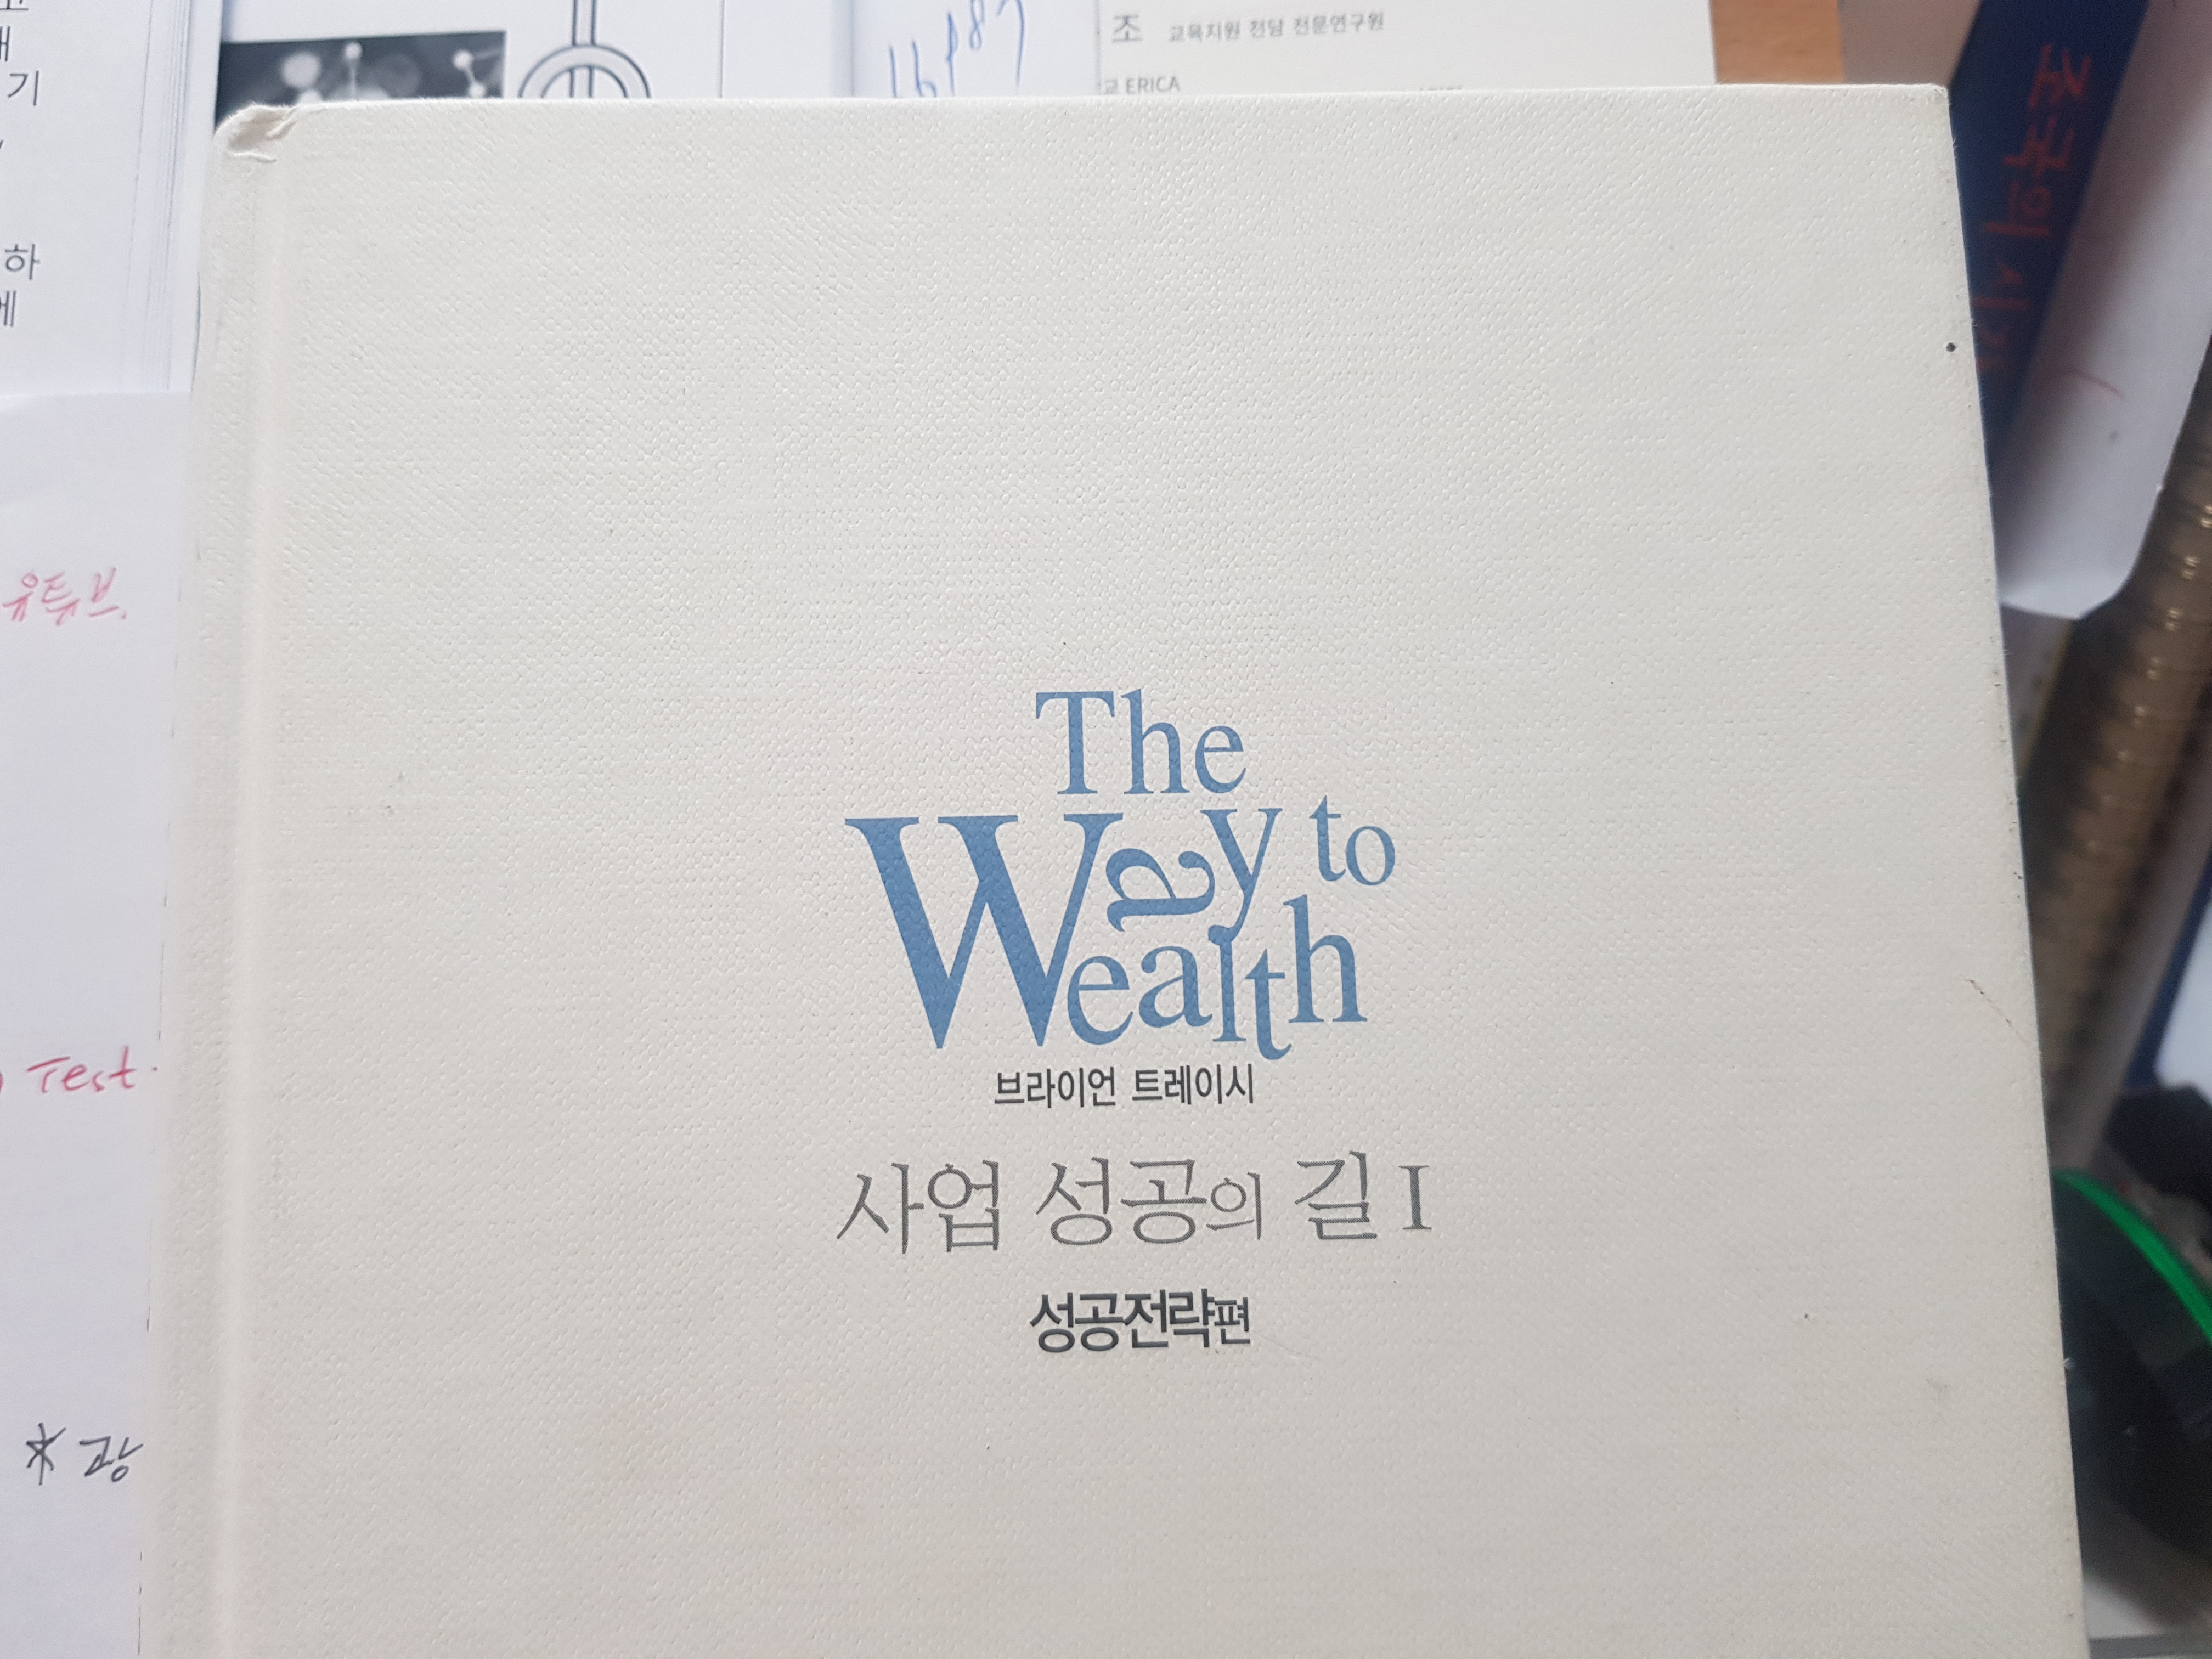 조 교육지원 전담 전문연구원
교 ERICA
기
하
에
유튜브.
Test.
The
Way to
Wealth
브라이언 트레이시
사업 성공의 길 I
성공전략편